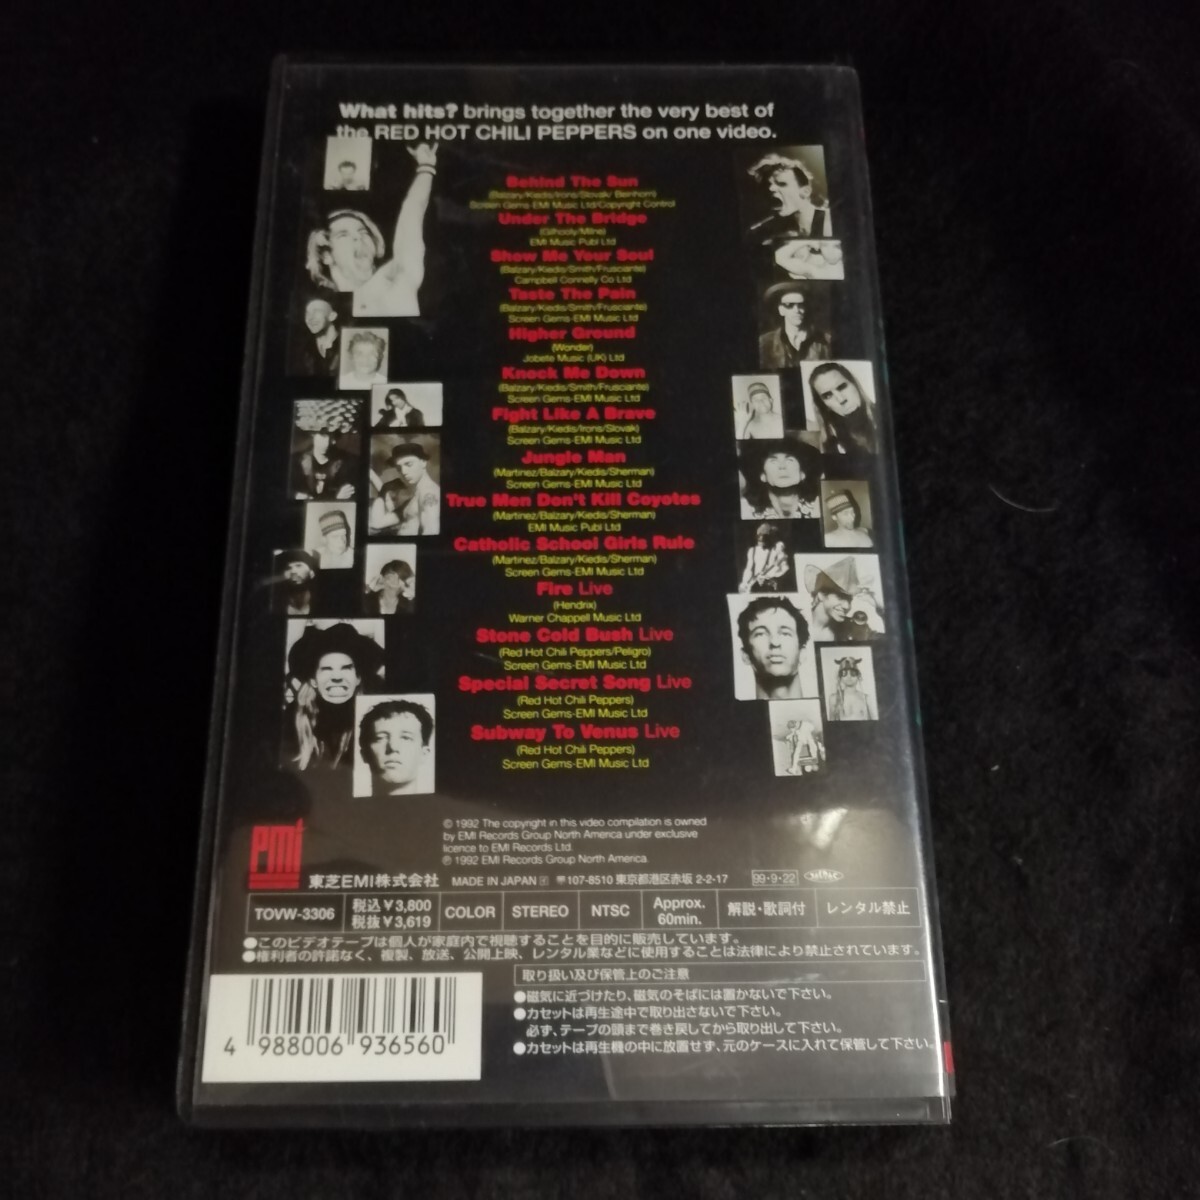 What hits? brings together the very best of
the RED HOT CHILI PEPPERS on one video.
Behind The Sun
(Balzary/Kiedis/Irons/Slovak/ Beinhorn)
Screen Gems EMI Music Ltd/Copyright Control
Under The Bridge
(Gilhooly/Milne)
EMI Music Publ Ltd
Show Me Your Soul
(Balzary/Kiedis/Smith/Frusciante)
Campbell Connelly Co Ltd
Taste The Pain
(Balzary/Kiedis/Smith/Frusciante)
Screen Gems-EMI Music Ltd
Higher Ground
(Wonder)
Jobete Music (UK) Ltd
Knock Me Down
(Balzary/Kiedis/Smith/Frusciante)
Screen Gems-EMI Music Ltd
Fight Like A Brave
(Balzary/Kiedis/Irons/Slovak)
Screen Gems-EMI Music Ltd
Jungle Man
(Martinez/Balzary/Kiedis/Sherman)
Screen Gems-EMI Music Ltd
True Men Don't Kill Coyotes
(Martinez/Balzary/Kiedis/Sherman)
EMI Music Publ Ltd
Catholic School Girls Rule
(Martinez/Balzary/Kiedis/Sherman)
Screen Gems-EMI Music Ltd
Fire Live
(Hendrix)
Warner Chappell Music Ltd
Stone Cold Bush Live
(Red Hot Chili Peppers/Peligro)
Screen Gems-EMI Music Ltd
Special Secret Song Live
(Red Hot Chili Peppers)
Screen Gems-EMI Music Ltd
Subway To Venus Live
(Red Hot Chili Peppers)
Screen Gems-EMI Music Ltd
© 1992 The copyright in this video compilation is owned
by EMI Records Group North America under exclusive
licence to EMI Records Ltd.
℗ 1992 EMI Records Group North America.
PMI
東芝EMI株式会社 MADE IN JAPAN 〒107-8510 東京都港区赤坂 2-2-17 99・9・22
TOVW-3306 税込¥3,800 税抜¥3,619 COLOR STEREO NTSC Approx. 60min. 解説・歌詞付 レンタル禁止
●このビデオテープは個人が家庭内で視聴することを目的に販売しています。
●権利者の許諾なく、複製、放送、公開上映、レンタル業などに使用することは法律により禁止されています。
取り扱い及び保管上のご注意
●磁気に近づけたり、磁気のそばには置かないで下さい。
●カセットは再生途中で取り出さないで下さい。
必ず、テープの頭まで巻き戻してから取り出して下さい。
●カセットは再生機の中に放置せず、元のケースに入れて保管して下さい。
4 988006 936560